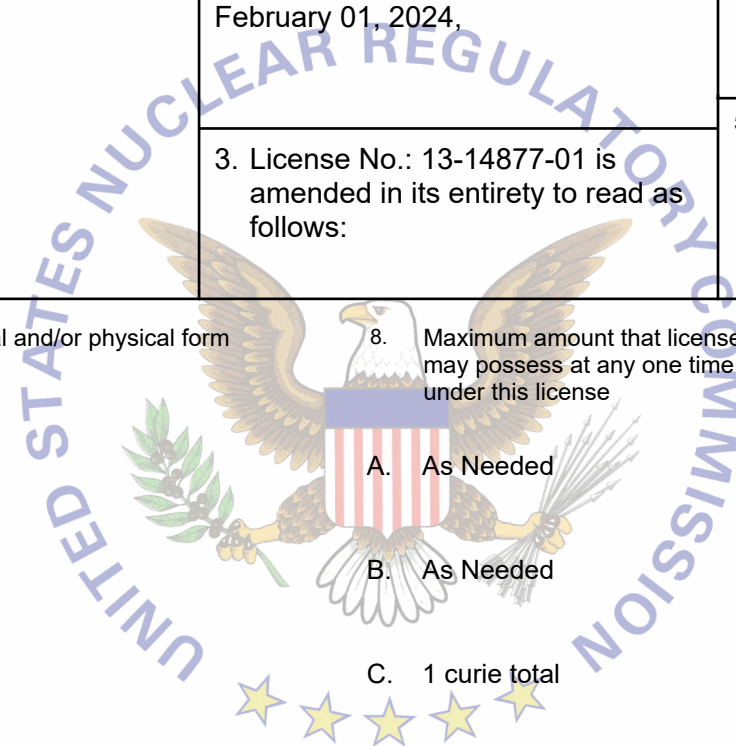 February 01, 2024,
3. License No.: 13-14877-01 is
amended in its entirety to read as
follows:
and/or physical form
8. Maximum amount that
may possess at any one time
under this license
A. As Needed
B. As Needed
C. 1 curie total
UNITED STATES NUCLEAR REGULATORY COMMISSION